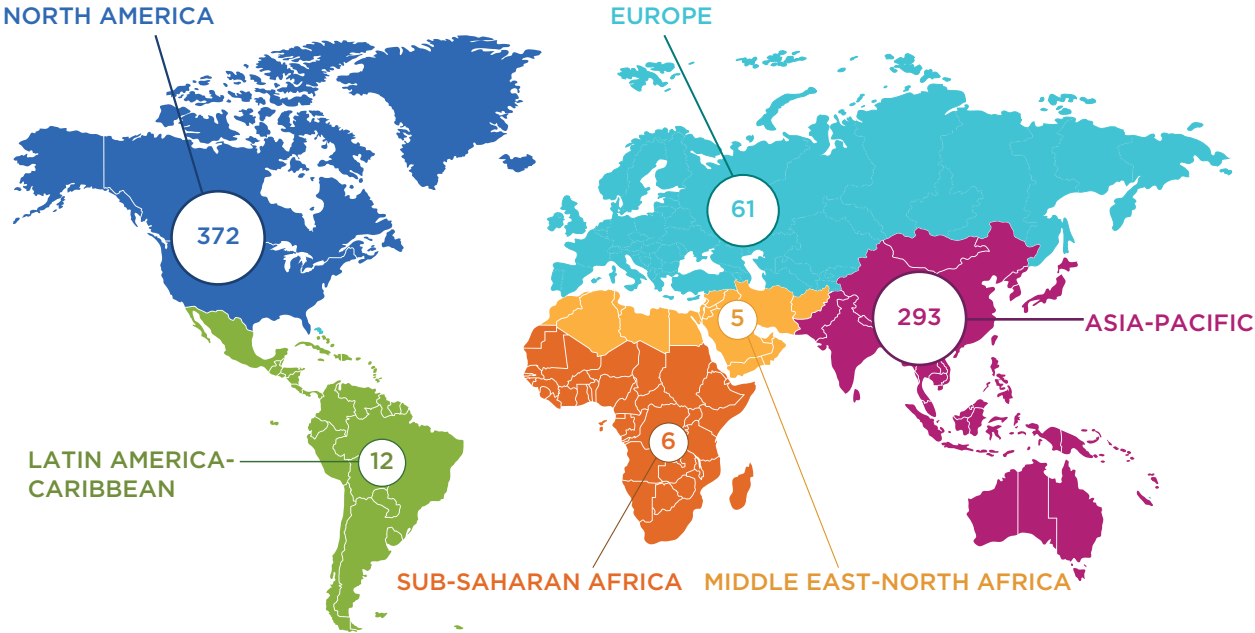 NORTH AMERICA
EUROPE
372
61
5
293
ASIA-PACIFIC
6
LATIN AMERICA-
CARIBBEAN
12
SUB-SAHARAN AFRICA
MIDDLE EAST-NORTH AFRICA